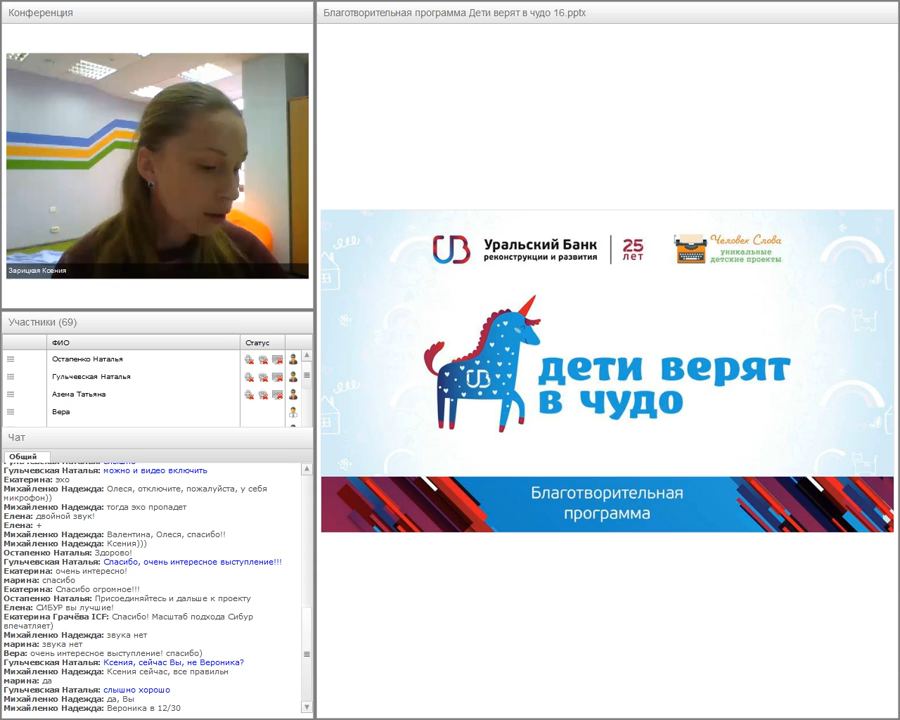 Конференция
Зарицкая Ксения
Участники (69)
ФИО Статус
Остапенко Наталья
Гульчевская Наталья
Азема Татьяна
Вера
Чат
Общий
Гульчевская Наталья: можно и видео включить
Екатерина: эхо
Михайленко Надежда: Олеся, отключите, пожалуйста, у себя
микрофон))
Михайленко Надежда: тогда эхо пропадет
Елена: двойной звук!
Елена: +
Михайленко Надежда: Валентина, Олеся, спасибо!!
Михайленко Надежда: Ксения)))
Остапенко Наталья: Здорово!
Гульчевская Наталья: Спасибо, очень интересное выступление!!!
Екатерина: очень интересно!
марина: спасибо
Екатерина: Спасибо огромное!!!
Остапенко Наталья: Присоединяйтесь и дальше к проекту
Елена: СИБУР вы лучшие!
Екатерина Грачёва ICF: Спасибо! Масштаб подхода Сибур
впечатляет)
Михайленко Надежда: звука нет
марина: звука нет
Вера: очень интересное выступление! спасибо)
Гульчевская Наталья: Ксения, сейчас Вы, не Вероника?
Михайленко Надежда: Ксения сейчас, все правильн
марина: да
Гульчевская Наталья: слышно хорошо
Михайленко Надежда: да, Вы
Михайленко Надежда: Вероника в 12/30
Благотворительная программа Дети верят в чудо 16.pptx
Уральский Банк
реконструкции и развития
25
лет
Человек Слова
уникальные
детские проекты
дети верят
в чудо
Благотворительная
программа